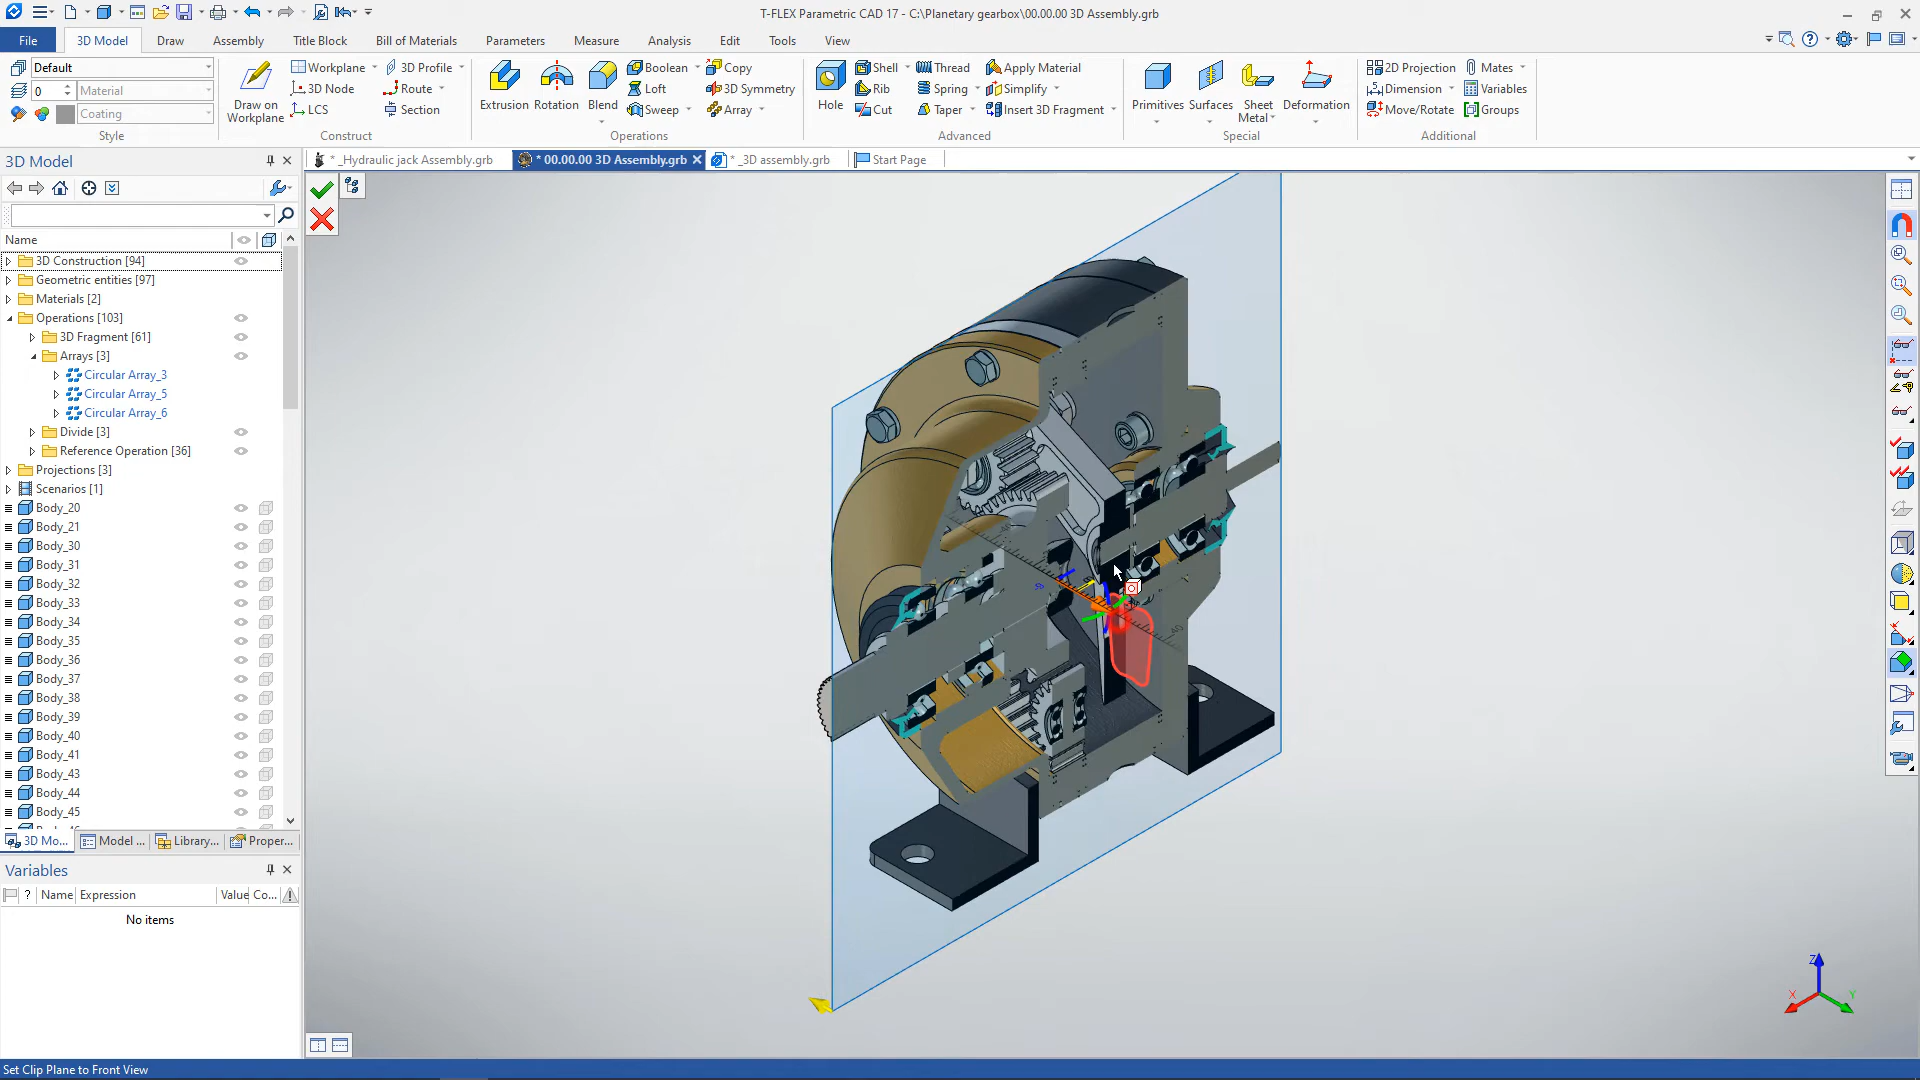 T-FLEX Parametric CAD 17 - C:\Planetary gearbox\00.00.00 3D Assembly.grb
File 3D Model Draw Assembly Title Block Bill of Materials Parameters Measure Analysis Edit Tools View
Default
0 Material
Coating
Style
Draw on Workplane
Workplane
3D Node
LCS
3D Profile
Route
Section
Construct
Extrusion
Rotation
Blend
Boolean
Loft
Sweep
Copy
3D Symmetry
Array
Operations
Hole
Shell
Rib
Cut
Thread
Spring
Taper
Apply Material
Simplify
Insert 3D Fragment
Advanced
Primitives
Surfaces
Sheet Metal
Deformation
Special
2D Projection
Dimension
Move/Rotate
Mates
Variables
Groups
Additional
3D Model
* _Hydraulic jack Assembly.grb
* 00.00.00 3D Assembly.grb
* _3D assembly.grb
Start Page
Name
3D Construction [94]
Geometric entities [97]
Materials [2]
Operations [103]
3D Fragment [61]
Arrays [3]
Circular Array_3
Circular Array_5
Circular Array_6
Divide [3]
Reference Operation [36]
Projections [3]
Scenarios [1]
Body_20
Body_21
Body_30
Body_31
Body_32
Body_33
Body_34
Body_35
Body_36
Body_37
Body_38
Body_39
Body_40
Body_41
Body_43
Body_44
Body_45
3D Mo... Model ... Library... Proper...
Variables
? Name Expression Value Co...
No items
Z
X
Y
Set Clip Plane to Front View